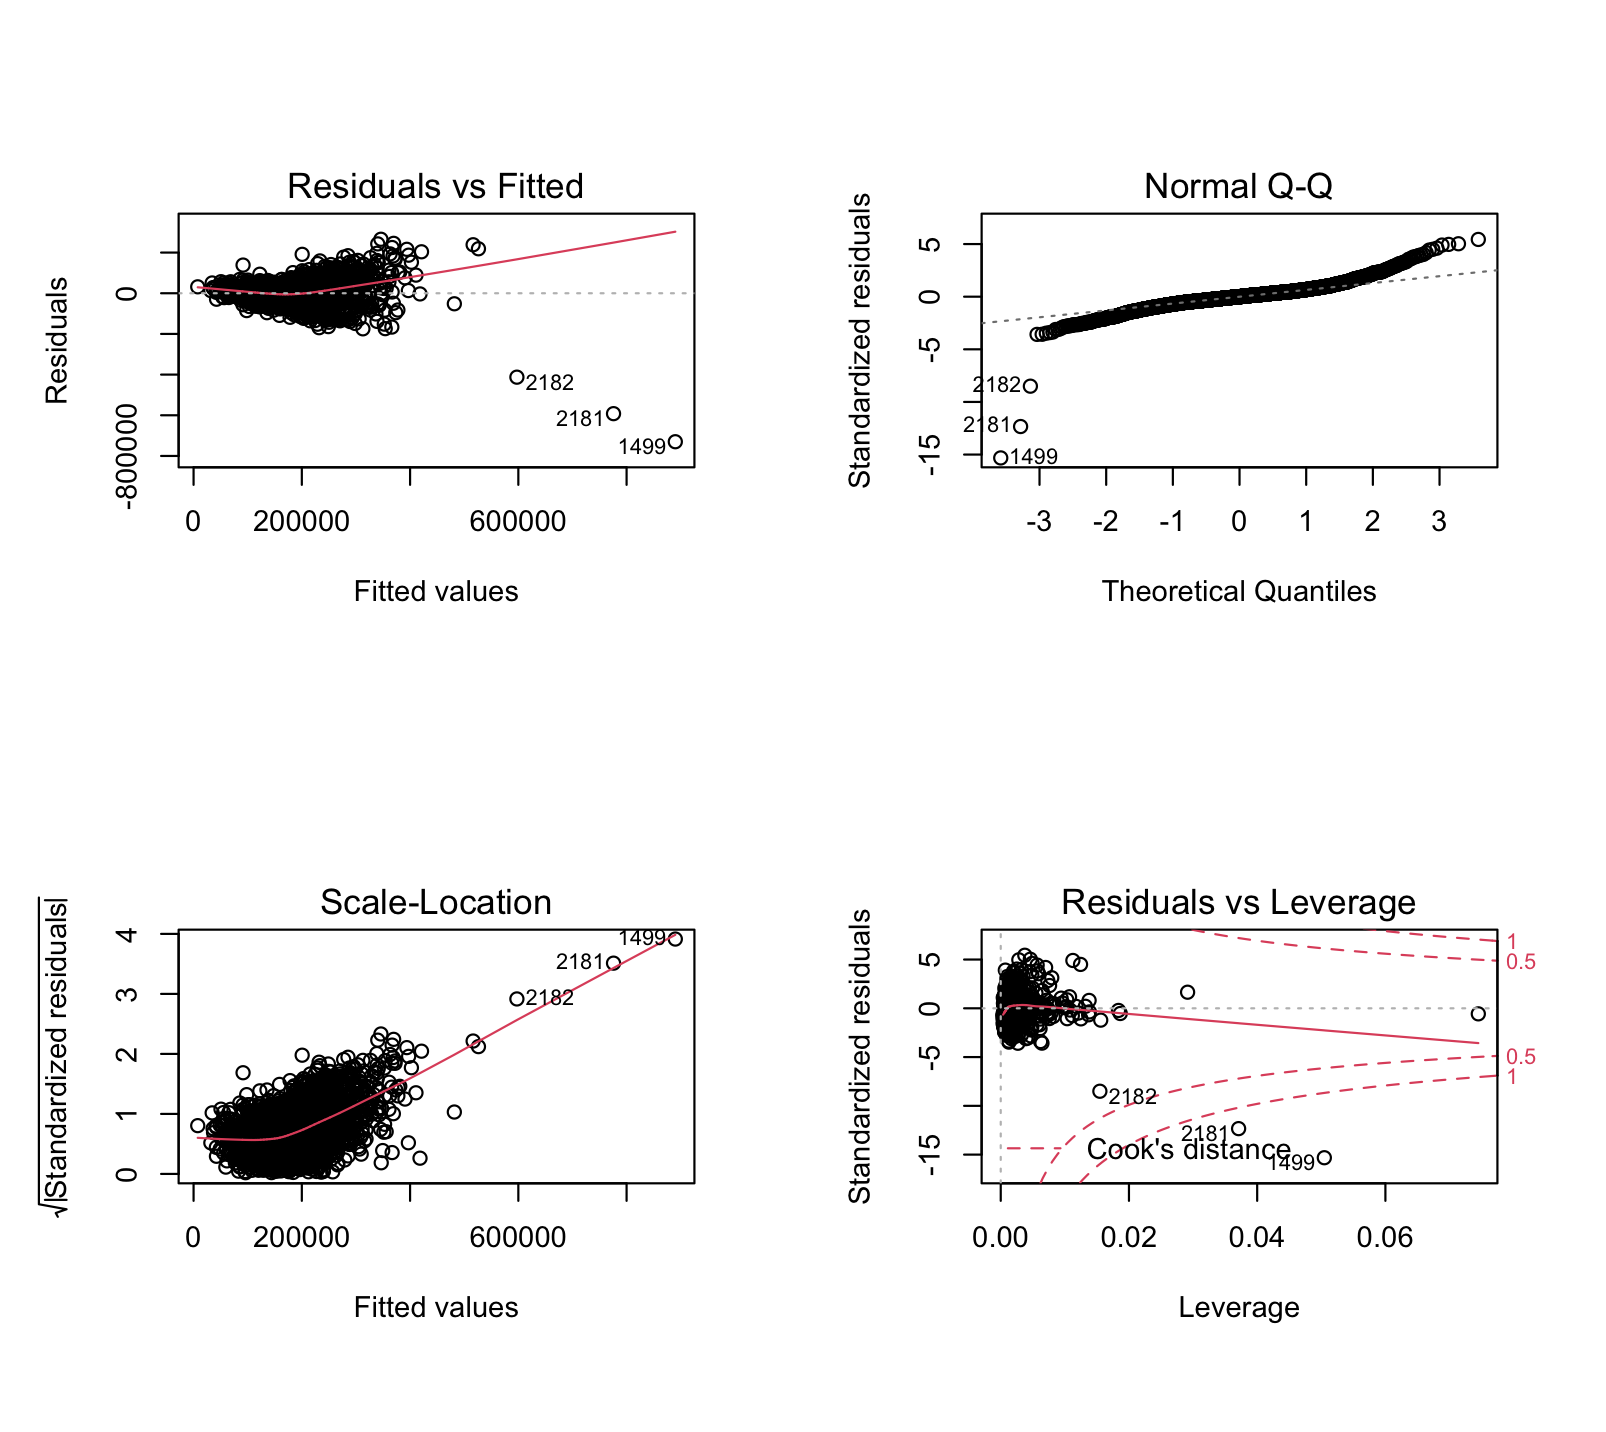 Residuals vs Fitted
Residuals
0
-800000
2182
2181
1499
0 200000 600000
Fitted values
Normal Q-Q
Standardized residuals
5
0
-5
-15
2182
2181
1499
-3 -2 -1 0 1 2 3
Theoretical Quantiles
Scale-Location
√|Standardized residuals|
4
3
2
1
0
1499
2181
2182
0 200000 600000
Fitted values
Residuals vs Leverage
Standardized residuals
5
0
-5
-15
1
0.5
0.5
1
2182
2181
Cook's distance
1499
0.00 0.02 0.04 0.06
Leverage